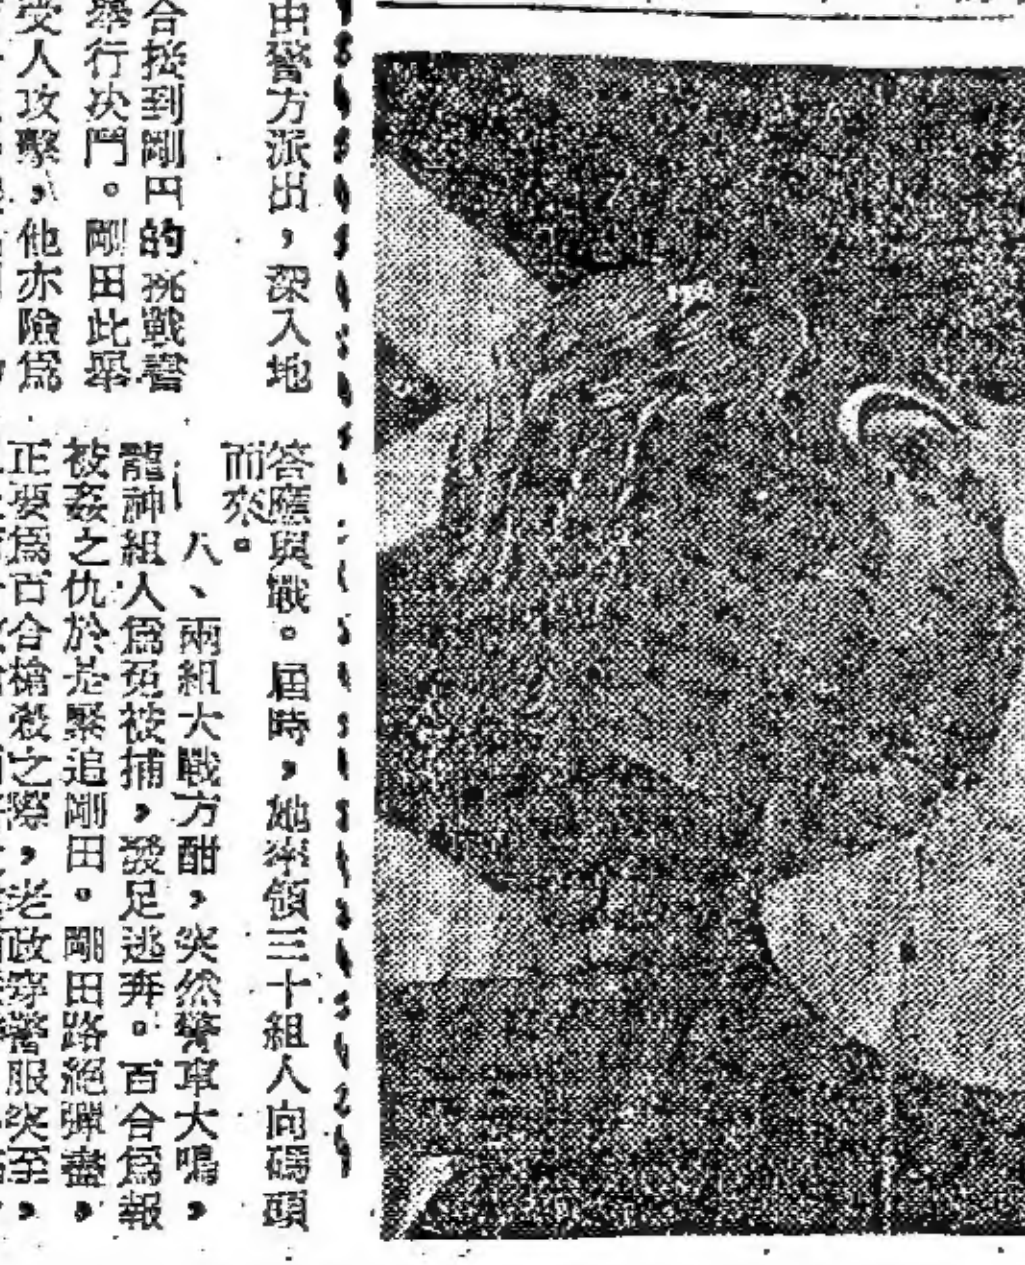 由警方派出，深入地
合接到剛田的挑戰書
舉行决鬥。剛田此舉
受人攻擊，他亦險爲
答應與戰。屆時，她率領三十組人向碼頭
而來。
八、兩組大戰方酣，突然警車大鳴，
龍神組人爲免被捕，發足逃奔。百合爲報
被姦之仇於是緊追剛田。剛田路絕彈盡，
正要爲百合槍殺之際，老政穿警服突至，